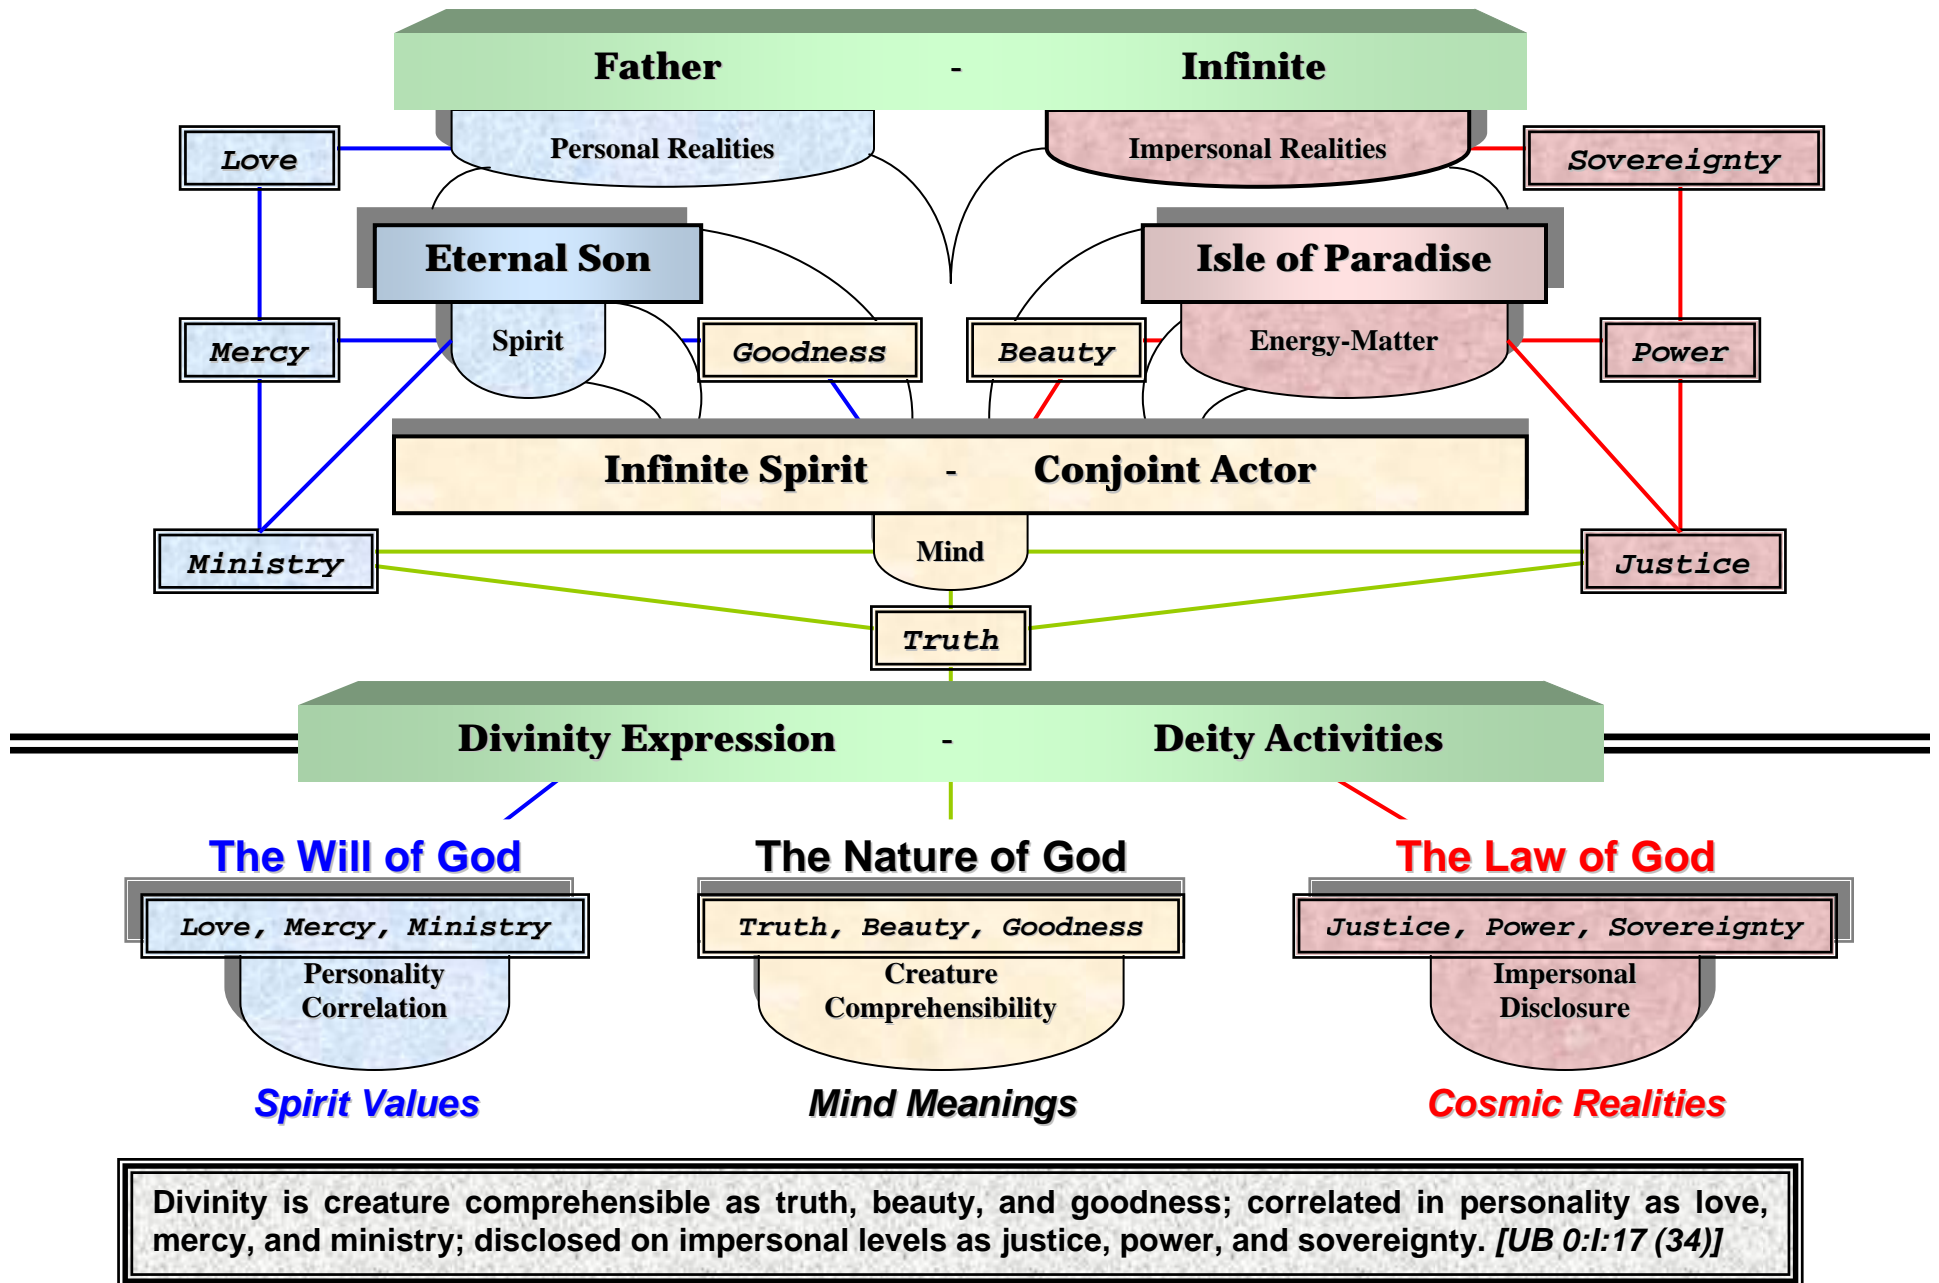 Father - Infinite
Personal Realities
Impersonal Realities
Love
Sovereignty
Eternal Son
Isle of Paradise
Mercy
Spirit
Goodness
Beauty
Energy-Matter
Power
Infinite Spirit - Conjoint Actor
Ministry
Mind
Justice
Truth
Divinity Expression - Deity Activities
The Will of God
The Nature of God
The Law of God
Love, Mercy, Ministry
Truth, Beauty, Goodness
Justice, Power, Sovereignty
Personality
Correlation
Creature
Comprehensibility
Impersonal
Disclosure
Spirit Values
Mind Meanings
Cosmic Realities
Divinity is creature comprehensible as truth, beauty, and goodness; correlated in personality as love,
mercy, and ministry; disclosed on impersonal levels as justice, power, and sovereignty. [UB 0:I:17 (34)]